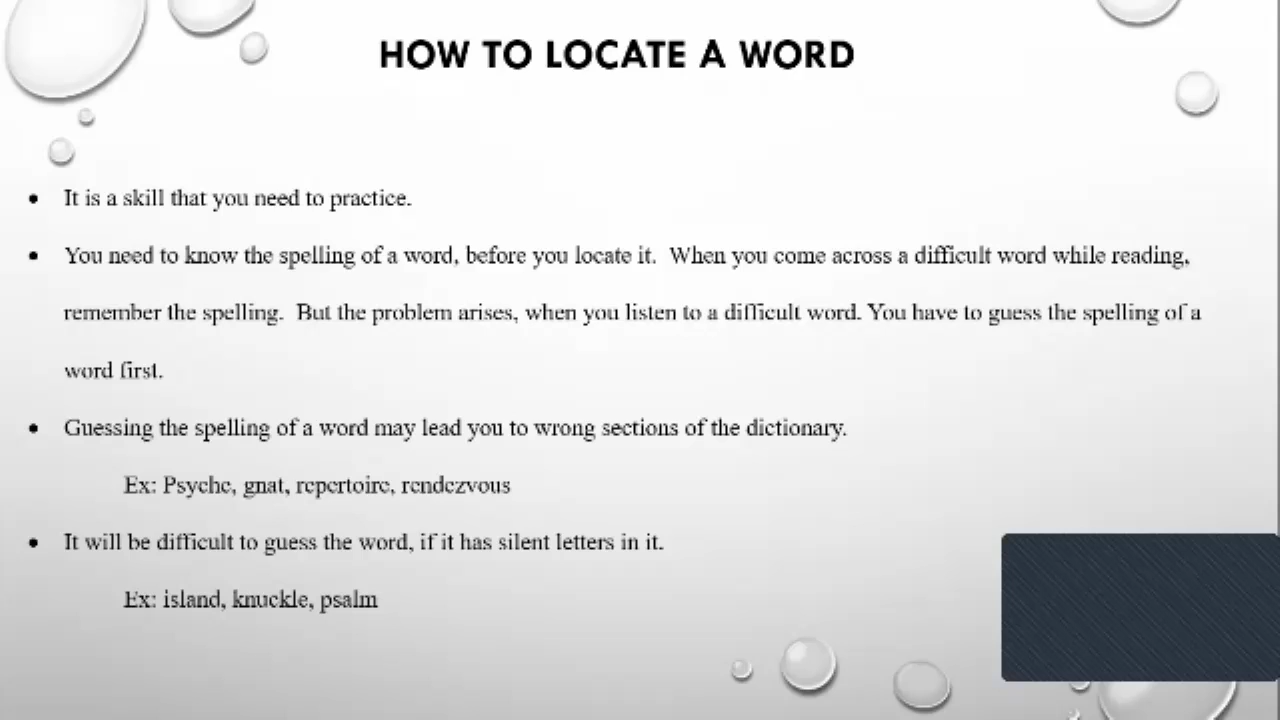 HOW TO LOCATE A WORD
• It is a skill that you need to practice.
• You need to know the spelling of a word, before you locate it.  When you come across a difficult word while reading,
remember the spelling.  But the problem arises, when you listen to a difficult word. You have to guess the spelling of a
word first.
• Guessing the spelling of a word may lead you to wrong sections of the dictionary.
Ex: Psyche, gnat, repertoire, rendezvous
• It will be difficult to guess the word, if it has silent letters in it.
Ex: island, knuckle, psalm